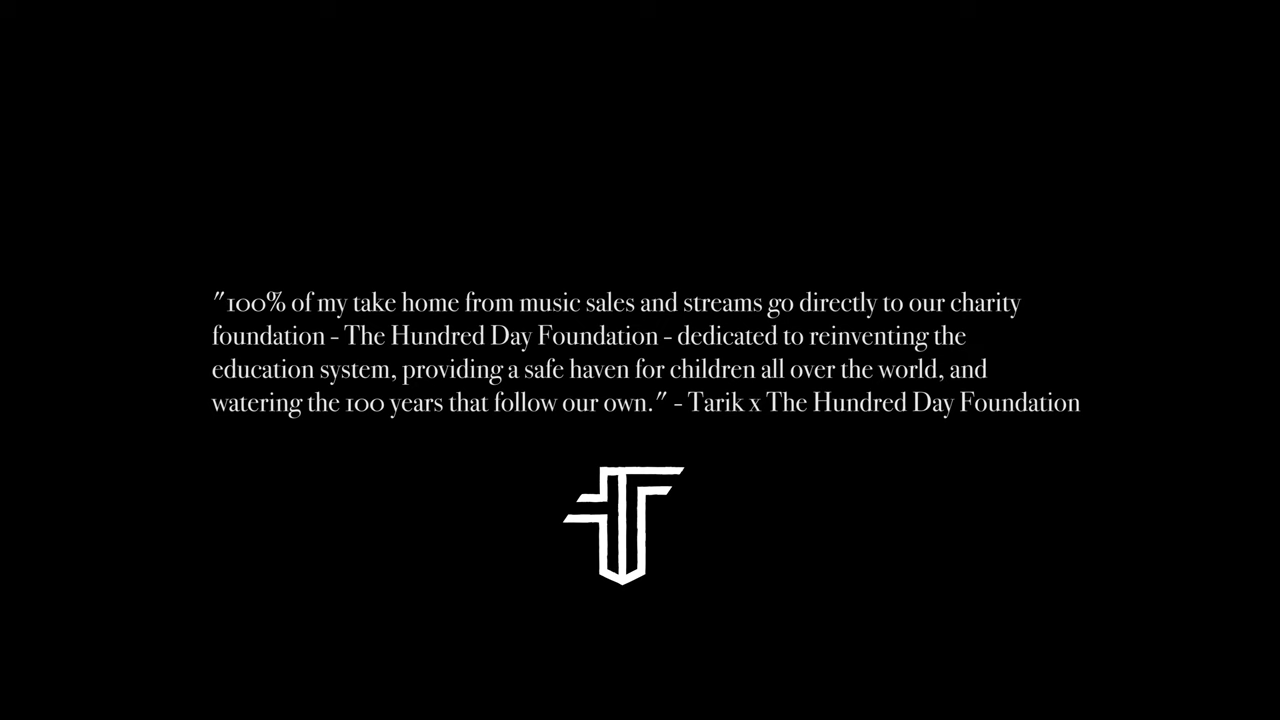 "100% of my take home from music sales and streams go directly to our charity
foundation - The Hundred Day Foundation - dedicated to reinventing the
education system, providing a safe haven for children all over the world, and
watering the 100 years that follow our own." - Tarik x The Hundred Day Foundation